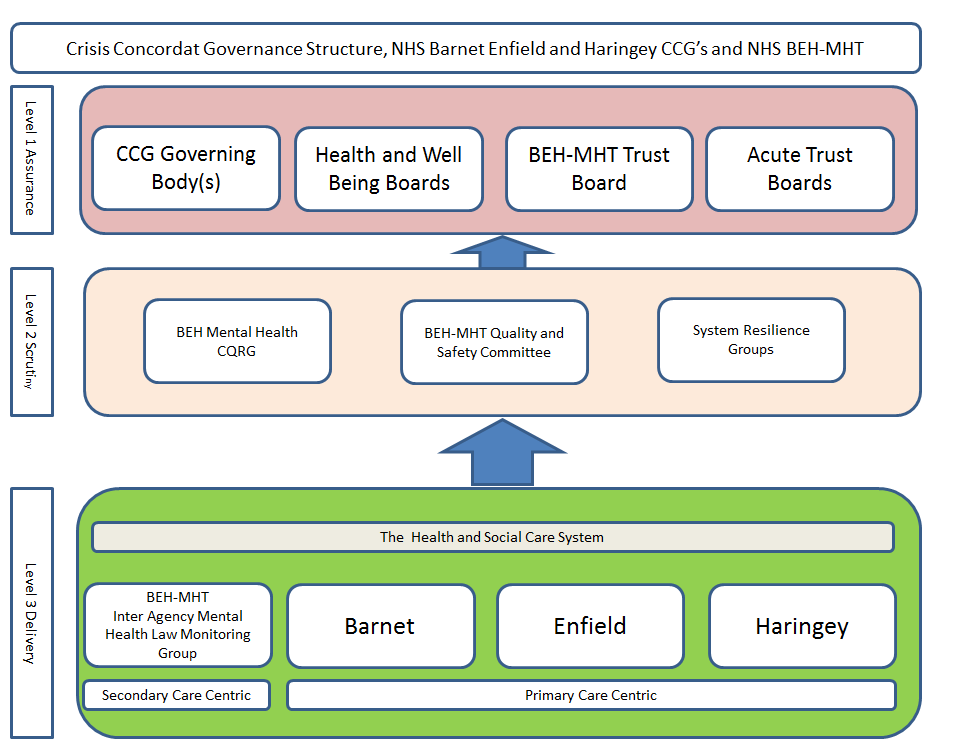 Crisis Concordat Governance Structure, NHS Barnet Enfield and Haringey CCG’s and NHS BEH-MHT
Level 1 Assurance
CCG Governing
Body(s)
Health and Well
Being Boards
BEH-MHT Trust
Board
Acute Trust
Boards
Level 2 Scrutiny
BEH Mental Health
CQRG
BEH-MHT Quality and
Safety Committee
System Resilience
Groups
Level 3 Delivery
The Health and Social Care System
BEH-MHT
Inter Agency Mental
Health Law Monitoring
Group
Barnet
Enfield
Haringey
Secondary Care Centric
Primary Care Centric